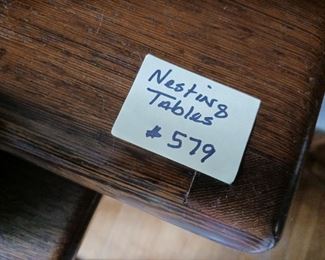 Nesting
Tables
# 579